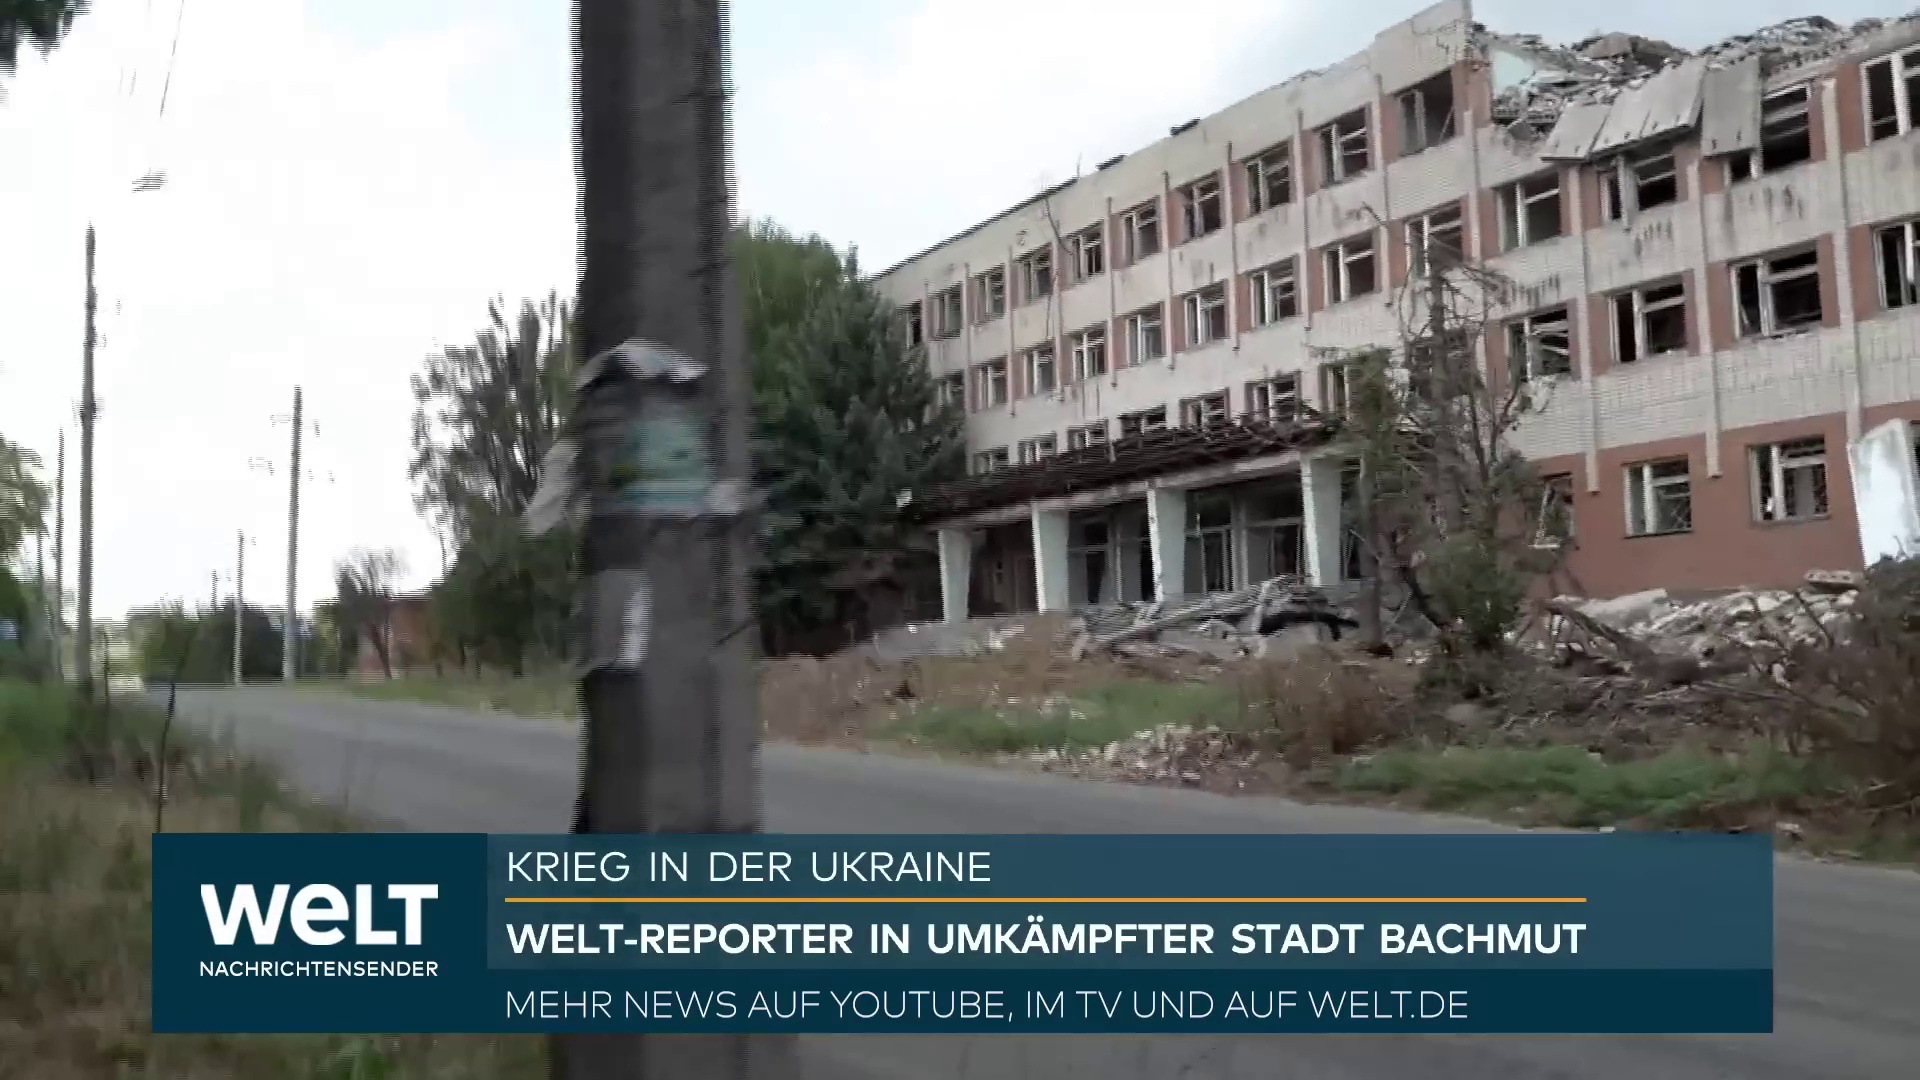 KRIEG IN DER UKRAINE
WELT
NACHRICHTENSENDER
WELT-REPORTER IN UMKÄMPFTER STADT BACHMUT
MEHR NEWS AUF YOUTUBE, IM TV UND AUF WELT.DE